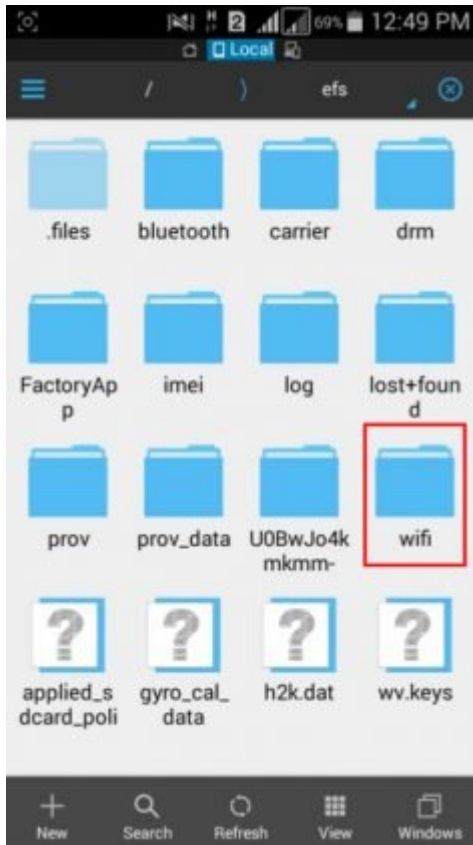 2 69% 12:49 PM
Local
/ efs
.files bluetooth carrier drm
FactoryAp
p
imei log lost+foun
d
prov prov_data U0BwJo4k
mkmm-
wifi
applied_s
dcard_poli
gyro_cal_
data
h2k.dat wv.keys
New Search Refresh View Windows